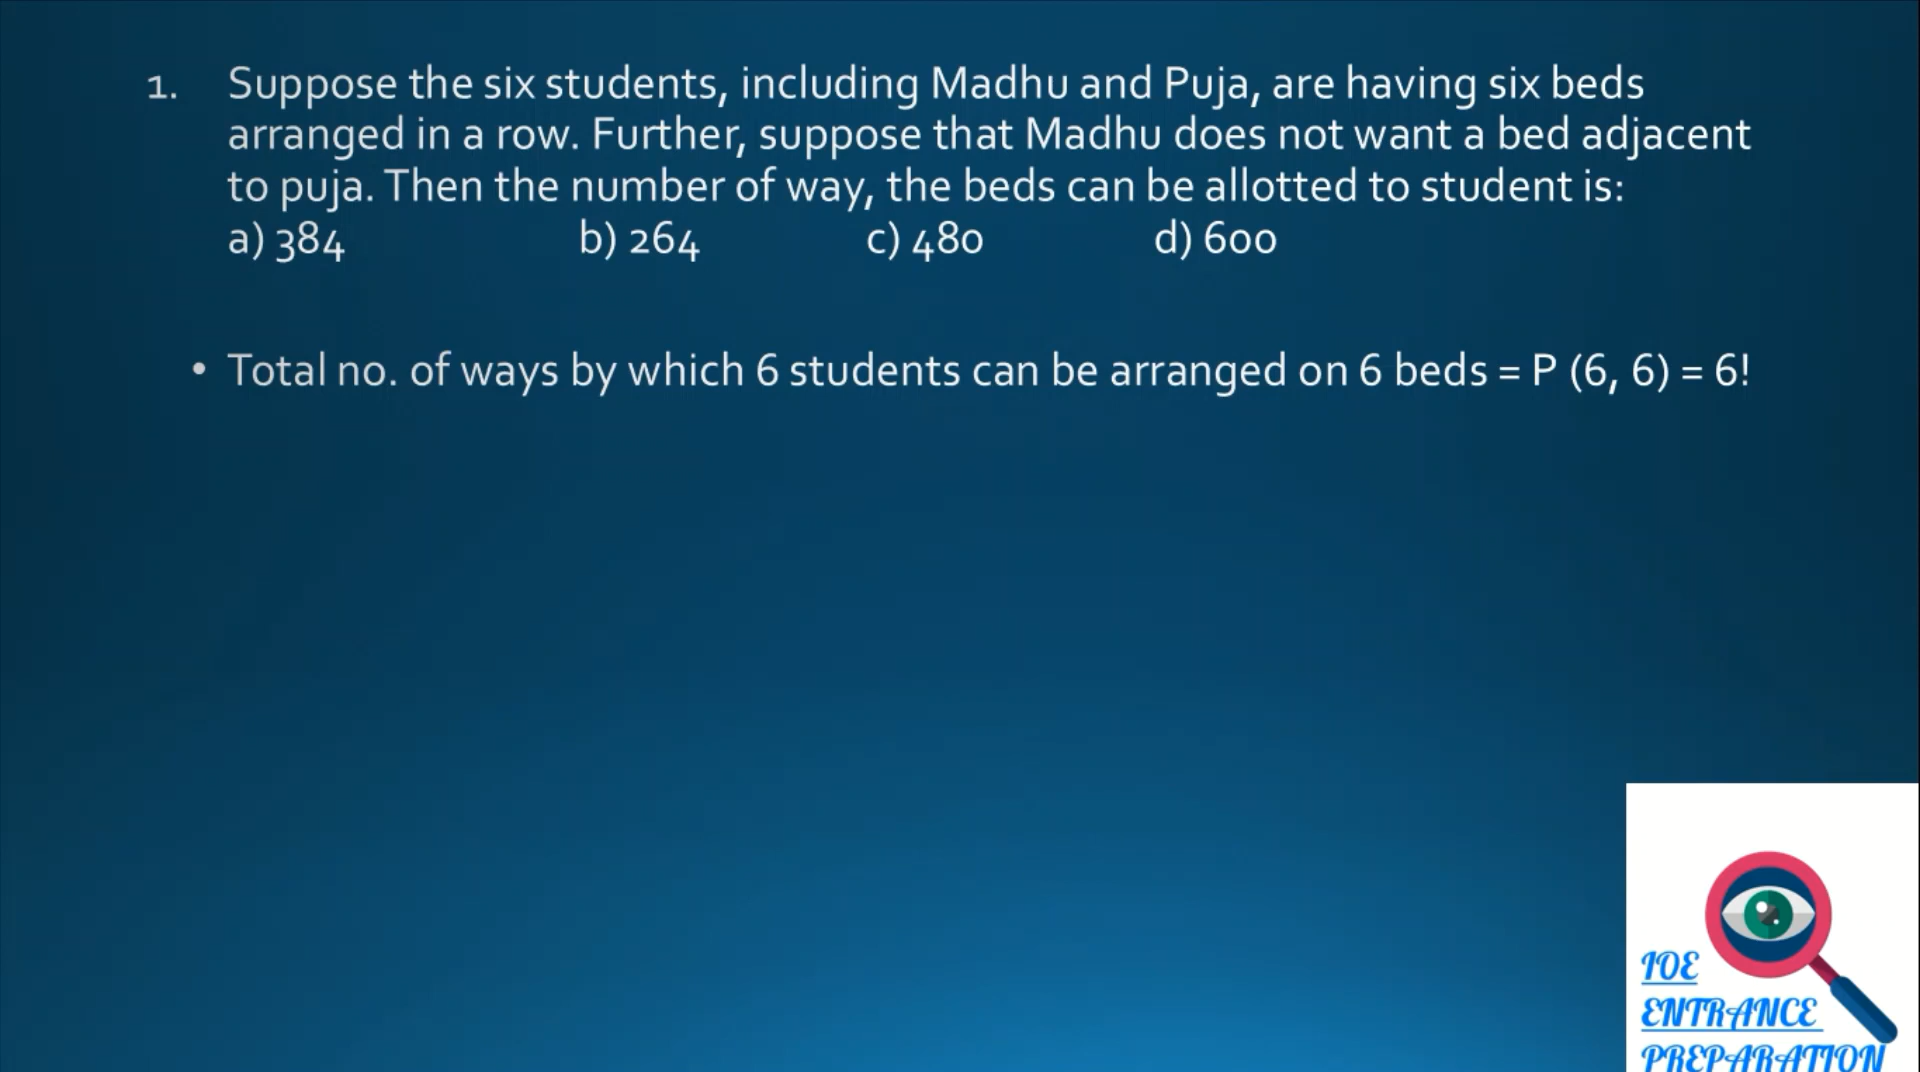 1. Suppose the six students, including Madhu and Puja, are having six beds
arranged in a row. Further, suppose that Madhu does not want a bed adjacent
to puja. Then the number of way, the beds can be allotted to student is:
a) 384 b) 264 c) 480 d) 600
• Total no. of ways by which 6 students can be arranged on 6 beds = P (6, 6) = 6!
IOE
ENTRANCE
PREPARATION